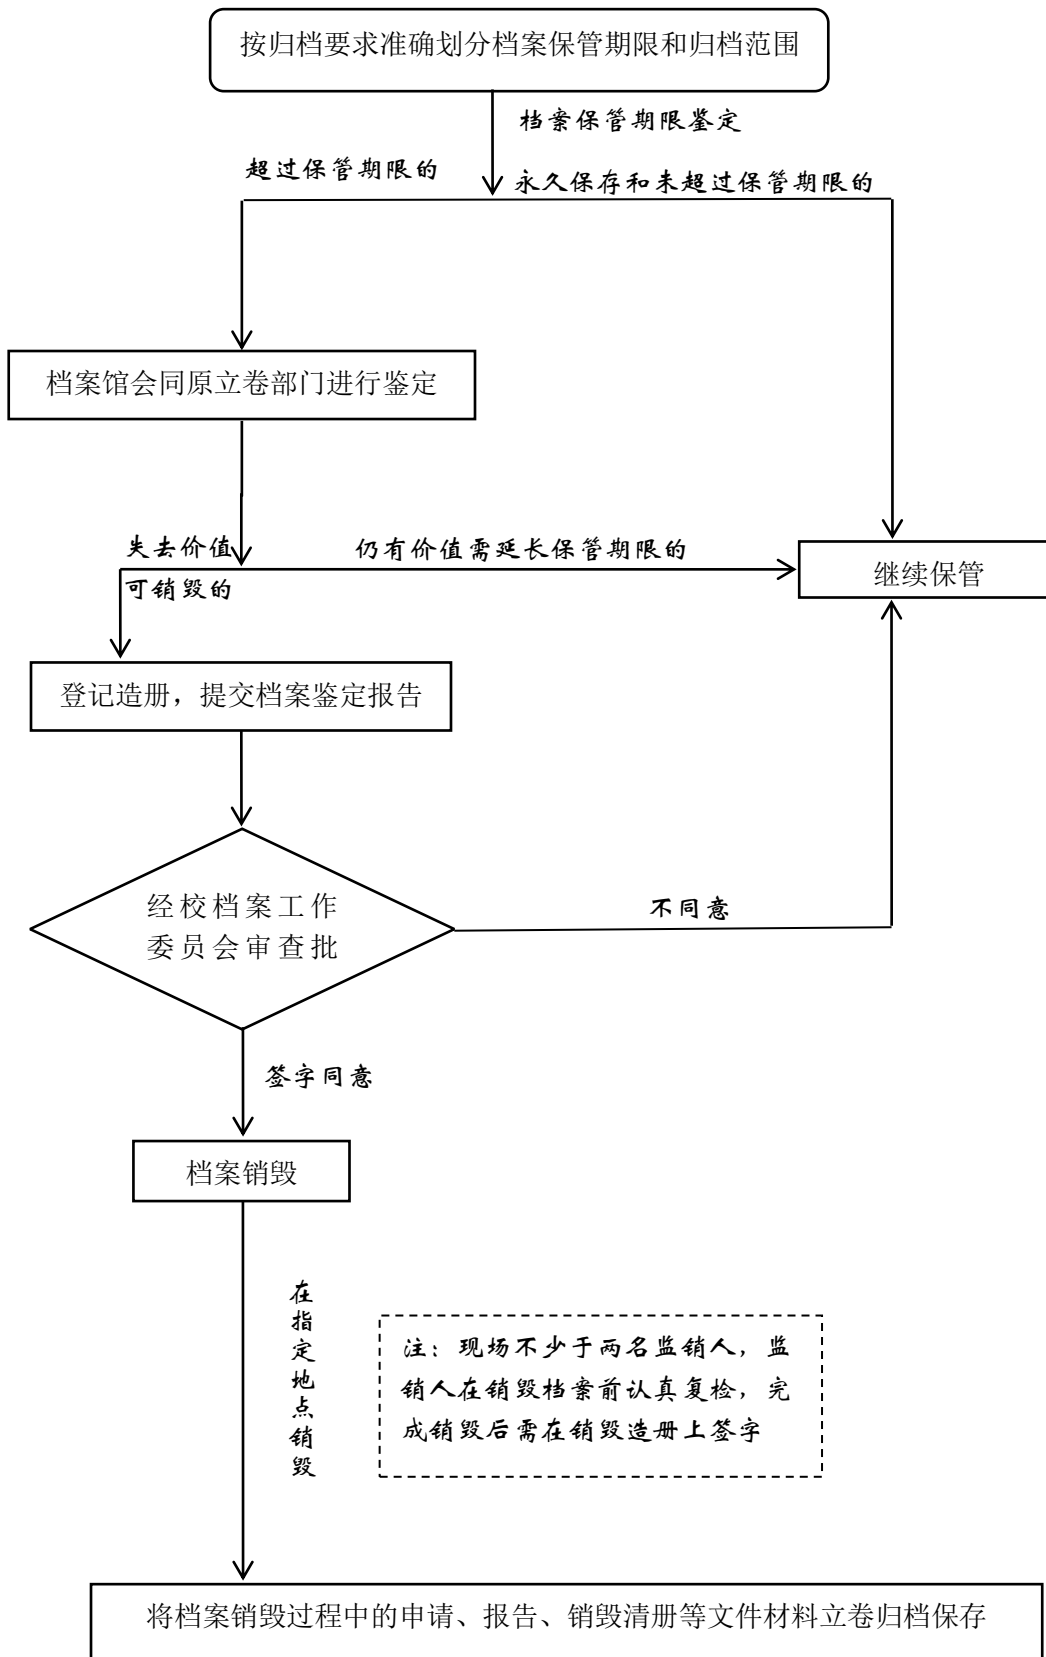 按归档要求准确划分档案保管期限和归档范围
档案保管期限鉴定
超过保管期限的
永久保存和未超过保管期限的
档案馆会同原立卷部门进行鉴定
失去价值
可销毁的
仍有价值需延长保管期限的
继续保管
登记造册，提交档案鉴定报告
经校档案工作
委员会审查批
不同意
签字同意
档案销毁
在指定地点销毁
注：现场不少于两名监销人，监
销人在销毁档案前认真复检，完
成销毁后需在销毁造册上签字
将档案销毁过程中的申请、报告、销毁清册等文件材料立卷归档保存